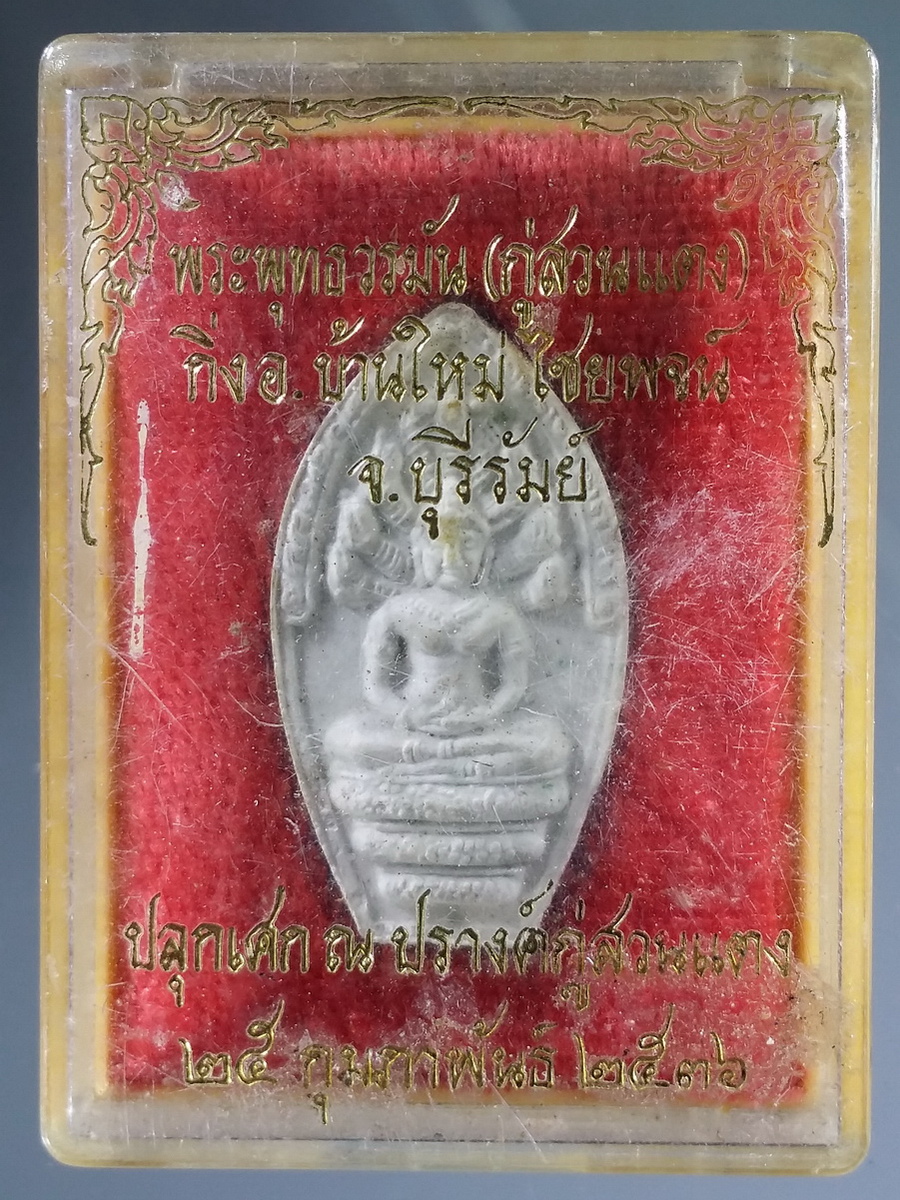 พระพุทธวรมัน (กู่สวนแตง)
กิ่งอ.บ้านใหม่ ไชยพจน์
จ.บุรีรัมย์
ปลุกเศก ณ ปรางค์กู่สวนแตง
๒๕ กุมภาพันธ์ ๒๕๓๖